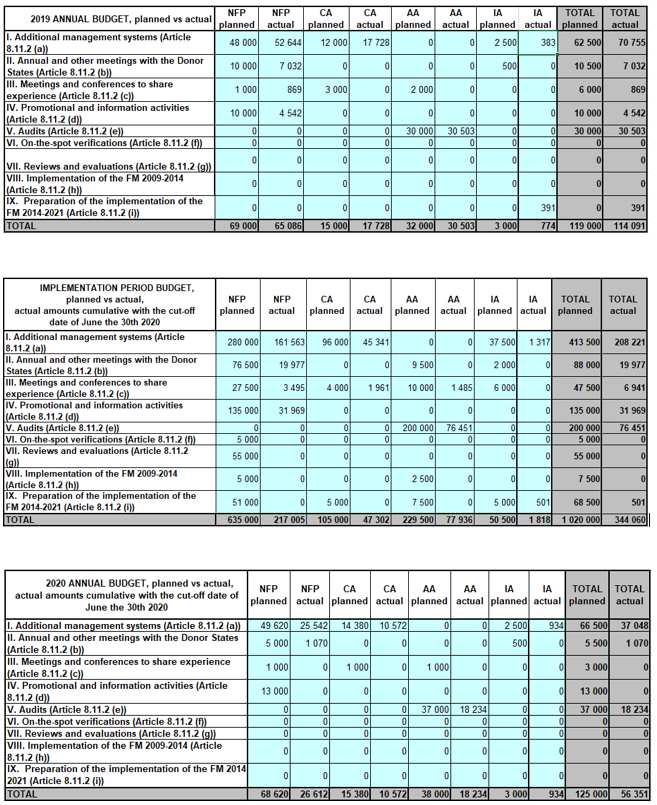 2019 ANNUAL BUDGET, planned vs actual NFP planned NFP actual CA planned CA actual AA planned AA actual IA planned IA actual TOTAL planned TOTAL actual
I. Additional management systems (Article 8.11.2 (a)) 48 000 52 644 12 000 17 728 0 0 2 500 383 62 500 70 755
II. Annual and other meetings with the Donor States (Article 8.11.2 (b)) 10 000 7 032 0 0 0 0 500 0 10 500 7 032
III. Meetings and conferences to share experience (Article 8.11.2 (c)) 1 000 869 3 000 0 2 000 0 0 0 6 000 869
IV. Promotional and information activities (Article 8.11.2 (d)) 10 000 4 542 0 0 0 0 0 0 10 000 4 542
V. Audits (Article 8.11.2 (e)) 0 0 0 0 30 000 30 503 0 0 30 000 30 503
VI. On-the-spot verifications (Article 8.11.2 (f)) 0 0 0 0 0 0 0 0 0 0
VII. Reviews and evaluations (Article 8.11.2 (g)) 0 0 0 0 0 0 0 0 0 0
VIII. Implementation of the FM 2009-2014 (Article 8.11.2 (h)) 0 0 0 0 0 0 0 0 0 0
IX. Preparation of the implementation of the FM 2014-2021 (Article 8.11.2 (i)) 0 0 0 0 0 0 0 391 0 391
TOTAL 69 000 65 086 15 000 17 728 32 000 30 503 3 000 774 119 000 114 091
IMPLEMENTATION PERIOD BUDGET, planned vs actual, actual amounts cumulative with the cut-off date of June the 30th 2020 NFP planned NFP actual CA planned CA actual AA planned AA actual IA planned IA actual TOTAL planned TOTAL actual
I. Additional management systems (Article 8.11.2 (a)) 280 000 161 563 96 000 45 341 0 0 37 500 1 317 413 500 208 221
II. Annual and other meetings with the Donor States (Article 8.11.2 (b)) 76 500 19 977 0 0 9 500 0 2 000 0 88 000 19 977
III. Meetings and conferences to share experience (Article 8.11.2 (c)) 27 500 3 495 4 000 1 961 10 000 1 485 6 000 0 47 500 6 941
IV. Promotional and information activities (Article 8.11.2 (d)) 135 000 31 969 0 0 0 0 0 0 135 000 31 969
V. Audits (Article 8.11.2 (e)) 0 0 0 0 200 000 76 451 0 0 200 000 76 451
VI. On-the-spot verifications (Article 8.11.2 (f)) 5 000 0 0 0 0 0 0 0 5 000 0
VII. Reviews and evaluations (Article 8.11.2 (g)) 55 000 0 0 0 0 0 0 0 55 000 0
VIII. Implementation of the FM 2009-2014 (Article 8.11.2 (h)) 5 000 0 0 0 2 500 0 0 0 7 500 0
IX. Preparation of the implementation of the FM 2014-2021 (Article 8.11.2 (i)) 51 000 0 5 000 0 7 500 0 5 000 501 68 500 501
TOTAL 635 000 217 005 105 000 47 302 229 500 77 936 50 500 1 818 1 020 000 344 060
2020 ANNUAL BUDGET, planned vs actual, actual amounts cumulative with the cut-off date of June the 30th 2020 NFP planned NFP actual CA planned CA actual AA planned AA actual IA planned IA actual TOTAL planned TOTAL actual
I. Additional management systems (Article 8.11.2 (a)) 49 620 25 542 14 380 10 572 0 0 2 500 934 66 500 37 048
II. Annual and other meetings with the Donor States (Article 8.11.2 (b)) 5 000 1 070 0 0 0 0 500 0 5 500 1 070
III. Meetings and conferences to share experience (Article 8.11.2 (c)) 1 000 0 1 000 0 1 000 0 0 0 3 000 0
IV. Promotional and information activities (Article 8.11.2 (d)) 13 000 0 0 0 0 0 0 0 13 000 0
V. Audits (Article 8.11.2 (e)) 0 0 0 0 37 000 18 234 0 0 37 000 18 234
VI. On-the-spot verifications (Article 8.11.2 (f)) 0 0 0 0 0 0 0 0 0 0
VII. Reviews and evaluations (Article 8.11.2 (g)) 0 0 0 0 0 0 0 0 0 0
VIII. Implementation of the FM 2009-2014 (Article 8.11.2 (h)) 0 0 0 0 0 0 0 0 0 0
IX. Preparation of the implementation of the FM 2014 2021 (Article 8.11.2 (i)) 0 0 0 0 0 0 0 0 0 0
TOTAL 68 620 26 612 15 380 10 572 38 000 18 234 3 000 934 125 000 56 351